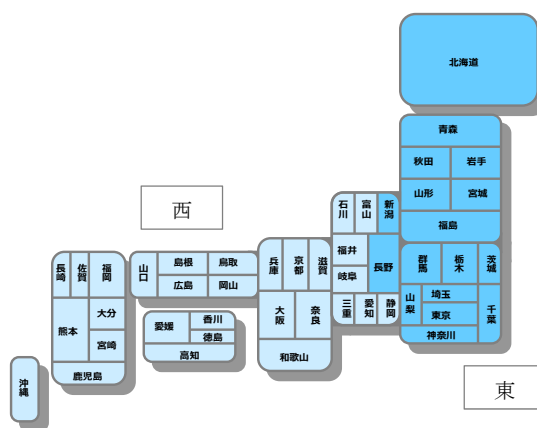 北海道
青森
秋田
岩手
山形
宮城
福島
西
石川
富山
新潟
福井
長野
岐阜
三重
愛知
静岡
群馬
栃木
茨城
山梨
埼玉
東京
千葉
神奈川
長崎
佐賀
福岡
熊本
大分
宮崎
鹿児島
沖縄
山口
島根
鳥取
広島
岡山
愛媛
香川
徳島
高知
兵庫
京都
滋賀
大阪
奈良
和歌山
東